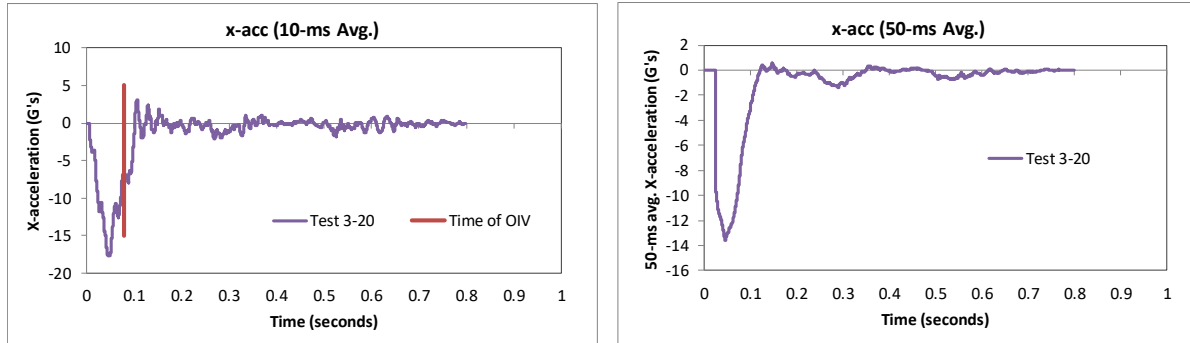 x-acc (10-ms Avg.)
10
5
0
-5
-10
-15
-20
X-acceleration (G's)
Test 3-20
Time of OIV
0 0.1 0.2 0.3 0.4 0.5 0.6 0.7 0.8 0.9 1
Time (seconds)
x-acc (50-ms Avg.)
2
0
-2
-4
-6
-8
-10
-12
-14
-16
50-ms avg. X-acceleration (G's)
Test 3-20
0 0.1 0.2 0.3 0.4 0.5 0.6 0.7 0.8 0.9 1
Time (seconds)